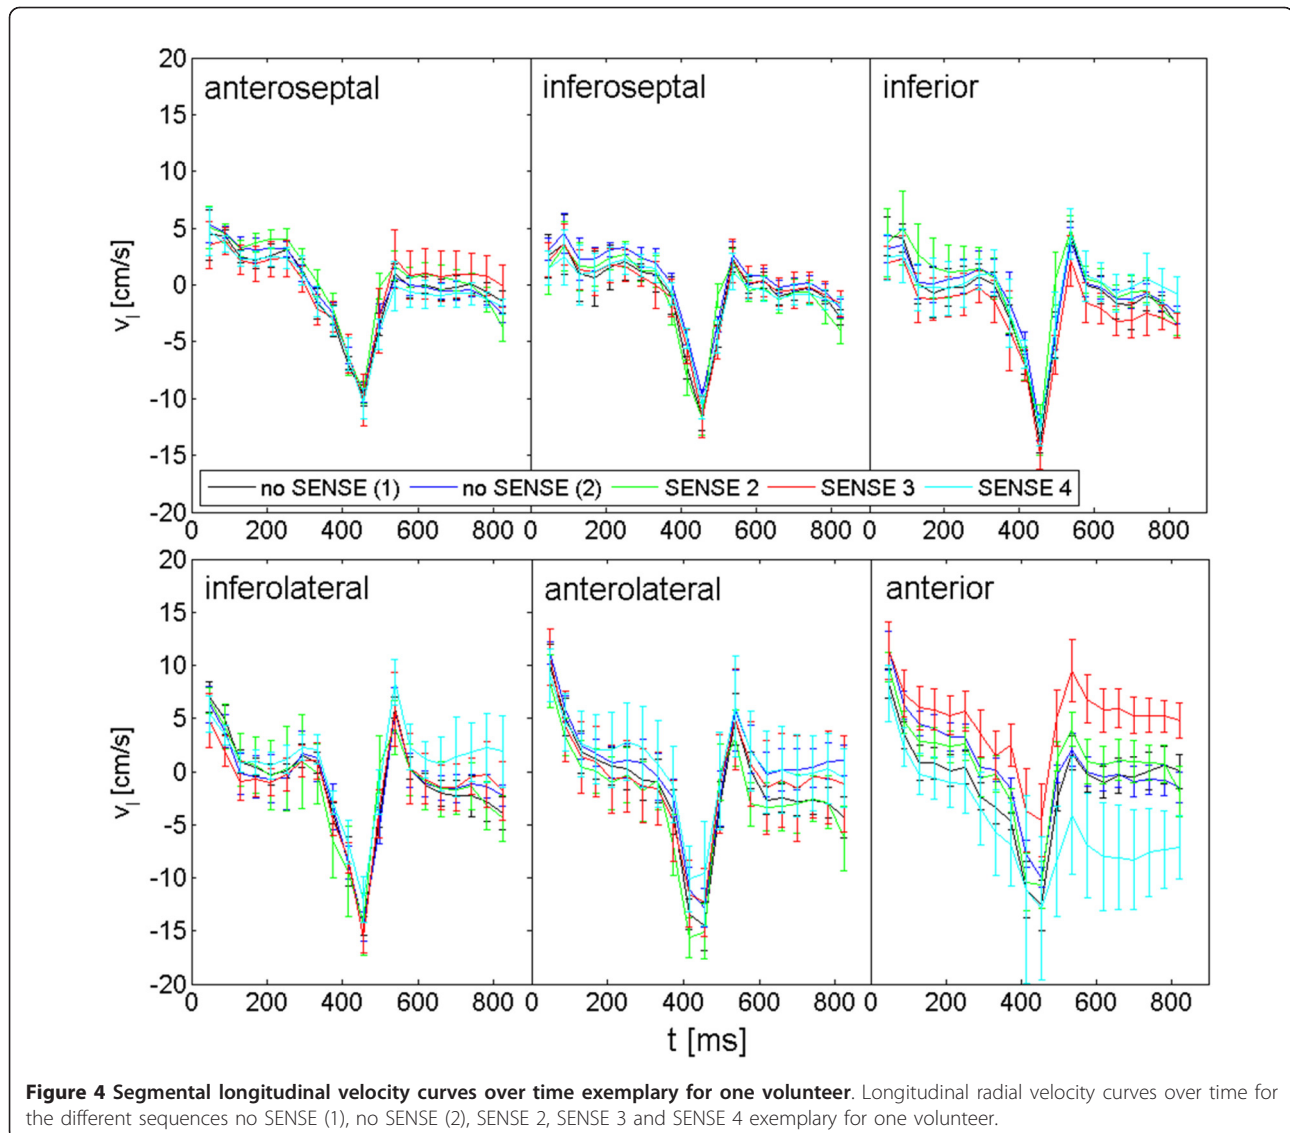 20
15
10
5
0
-5
-10
-15
-20
v_l [cm/s]
anteroseptal
inferoseptal
inferior
no SENSE (1) no SENSE (2) SENSE 2 SENSE 3 SENSE 4
0 200 400 600 800 0 200 400 600 800 0 200 400 600 800
20
15
10
5
0
-5
-10
-15
-20
v_l [cm/s]
inferolateral
anterolateral
anterior
0 200 400 600 800 0 200 400 600 800 0 200 400 600 800
t [ms]
Figure 4 Segmental longitudinal velocity curves over time exemplary for one volunteer. Longitudinal radial velocity curves over time for
the different sequences no SENSE (1), no SENSE (2), SENSE 2, SENSE 3 and SENSE 4 exemplary for one volunteer.